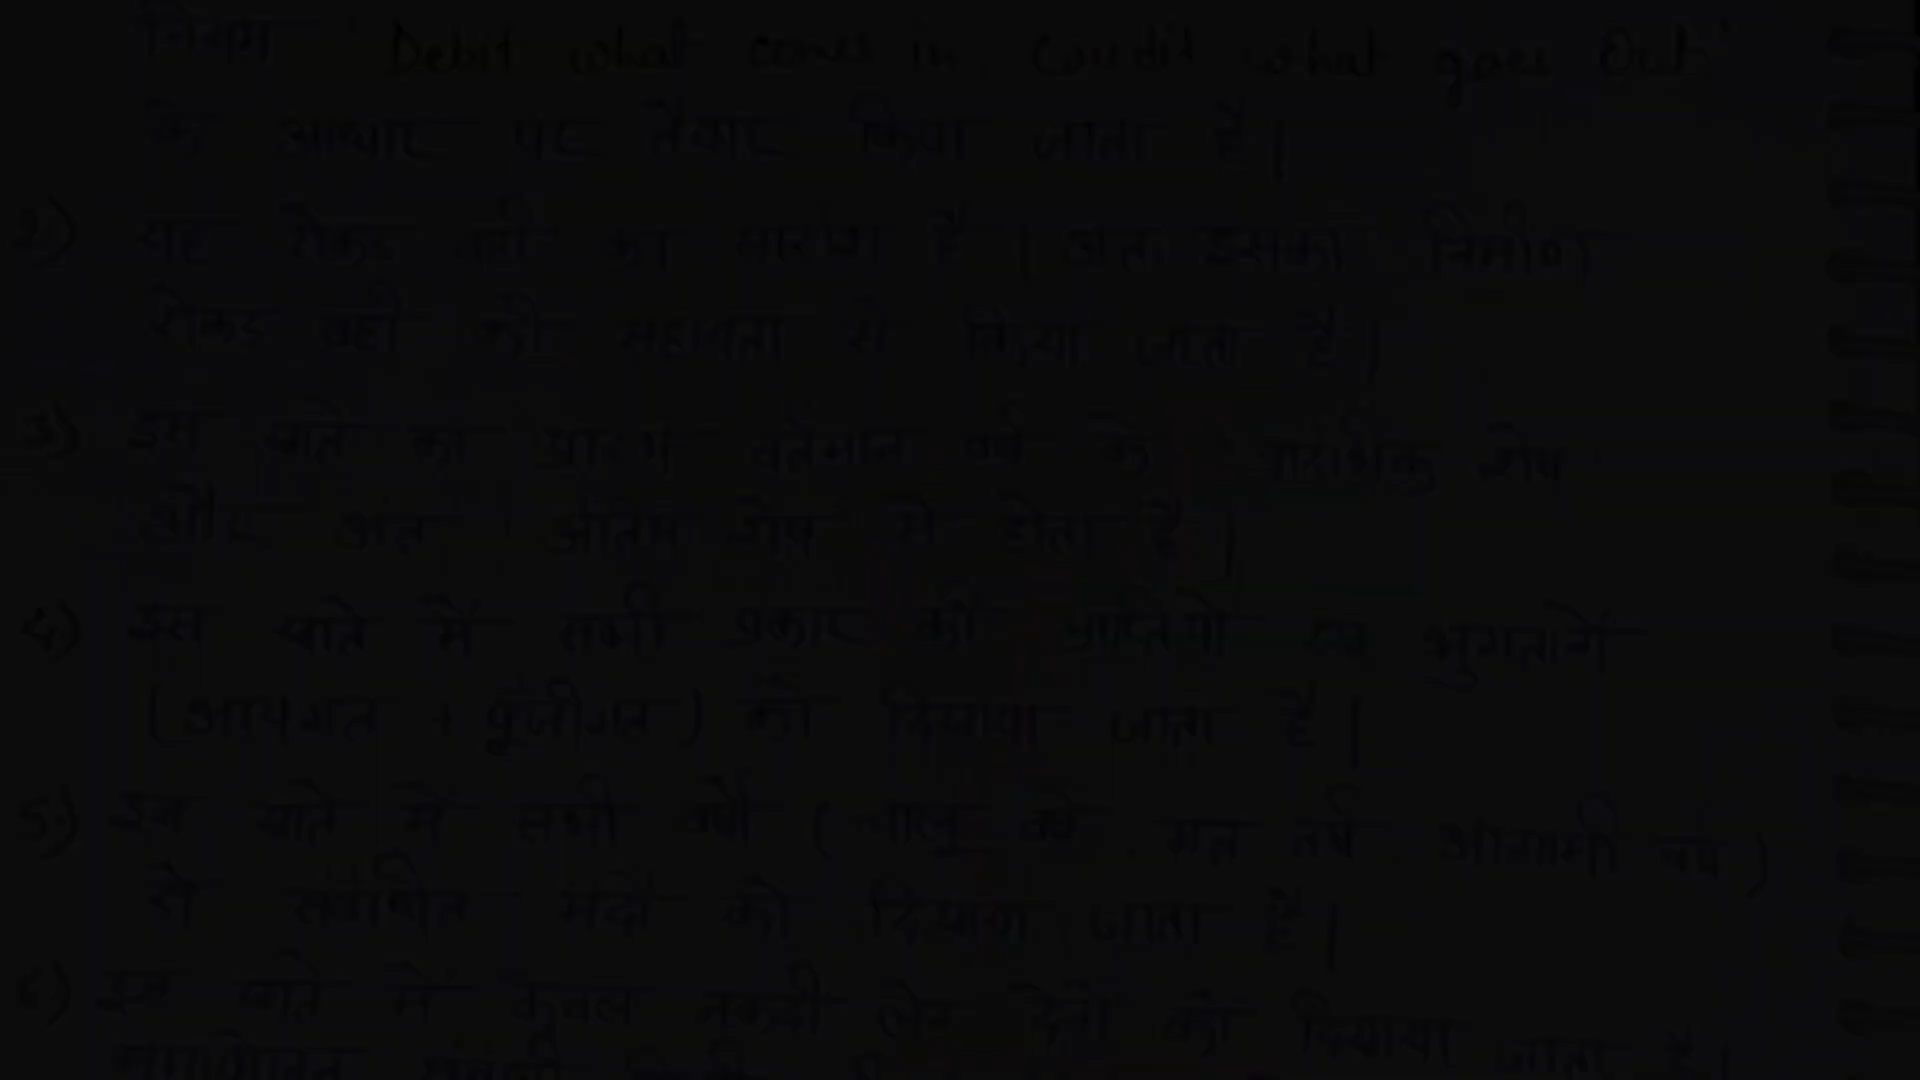 नियम 'Debit what comes in, Credit what goes Out'
के आधार पर तैयार किया जाता है |
2) यह रोकड बही का सारांश है | अतः इसका निर्माण
रोकड बही की सहायता से किया जाता है |
3) इस खाते का प्रारंभ वर्तमान वर्ष के प्रारंभिक शेष
और अंत अंतिम शेष से होता है |
4) इस खाते में सभी प्रकार की प्राप्तियों एवं भुगतानों
(आयगत + पूंजीगत) को दिखाया जाता है |
5) इस खाते में सभी वर्षों ( चालू वर्ष, गत वर्ष, आगामी वर्ष )
से संबंधित मदों को दिखाया जाता है |
6) इस खाते में केवल नकदी लेन देनों को दिखाया जाता है |